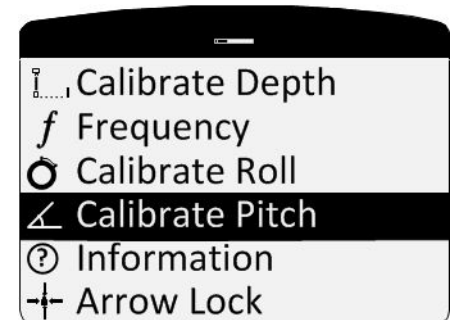 Calibrate Depth
f Frequency
Calibrate Roll
Calibrate Pitch
? Information
Arrow Lock